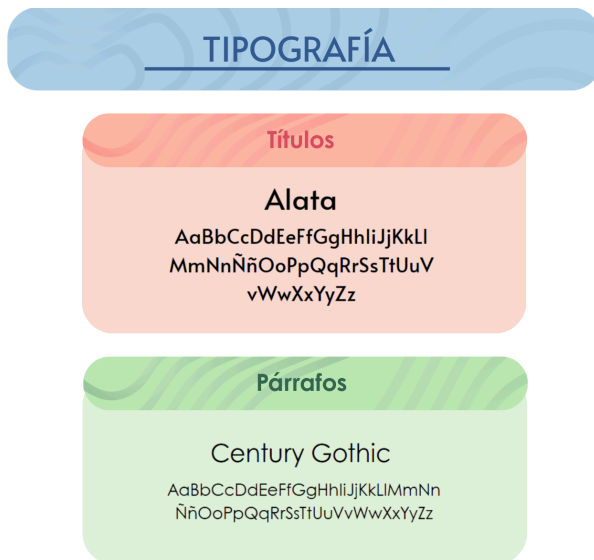 TIPOGRAFÍA
Títulos
Alata
AaBbCcDdEeFfGgHhIiJjKkLl
MmNnÑñOoPpQqRrSsTtUuV
vWwXxYyZz
Párrafos
Century Gothic
AaBbCcDdEeFfGgHhIiJjKkLlMmNn
ÑñOoPpQqRrSsTtUuVvWwXxYyZz